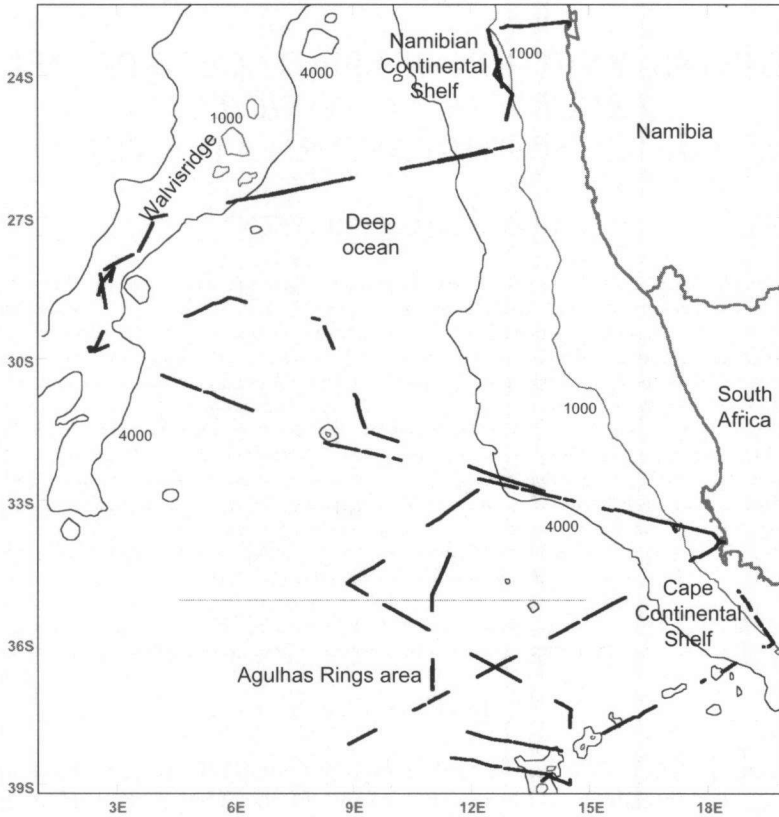 24S
27S
30S
33S
36S
39S
3E
6E
9E
12E
15E
18E
4000
1000
Walvisridge
Namibian
Continental
Shelf
1000
Namibia
Deep
ocean
4000
1000
South
Africa
4000
Cape
Continental
Shelf
Agulhas Rings area